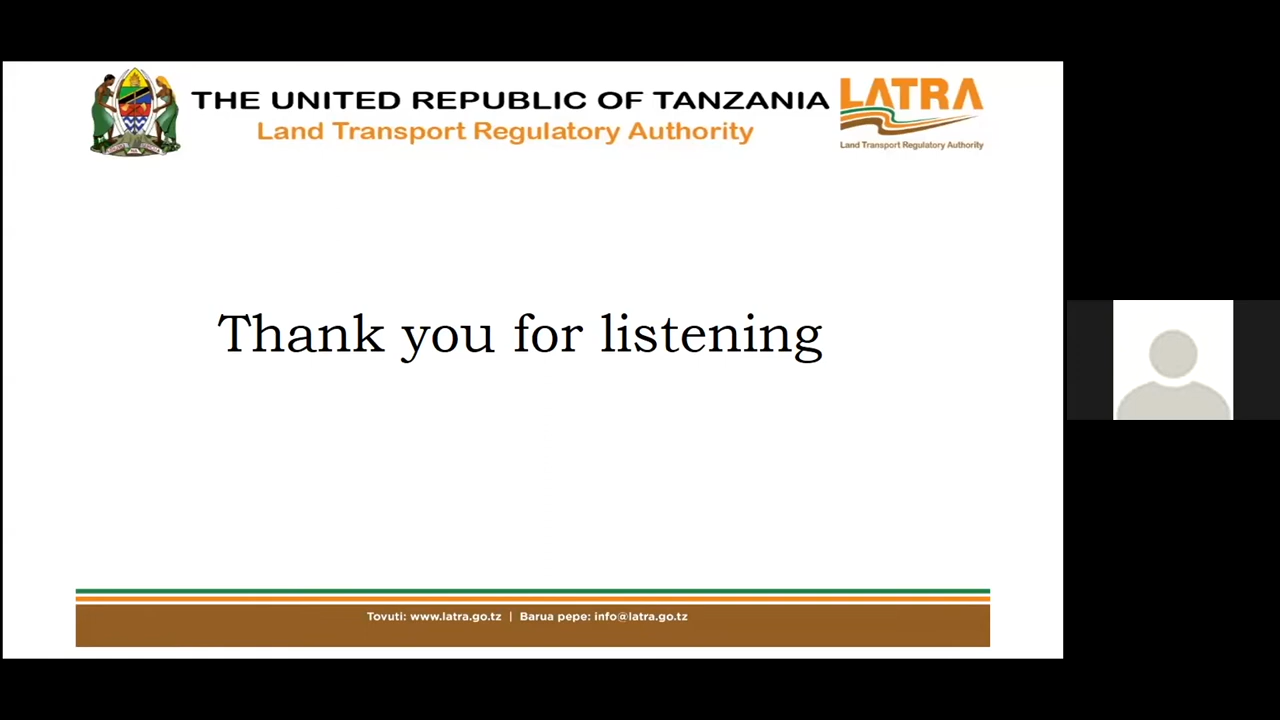 THE UNITED REPUBLIC OF TANZANIA
Land Transport Regulatory Authority
LATRA
Land Transport Regulatory Authority
Thank you for listening
Tovuti: www.latra.go.tz | Barua pepe: info@latra.go.tz